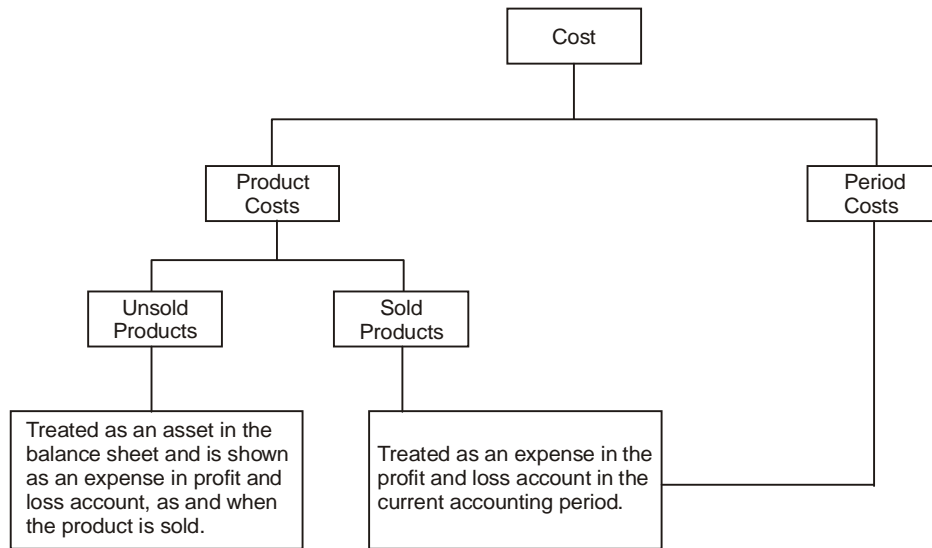 Cost
Product
Costs
Period
Costs
Unsold
Products
Sold
Products
Treated as an asset in the
balance sheet and is shown
as an expense in profit and
loss account, as and when
the product is sold.
Treated as an expense in the
profit and loss account in the
current accounting period.